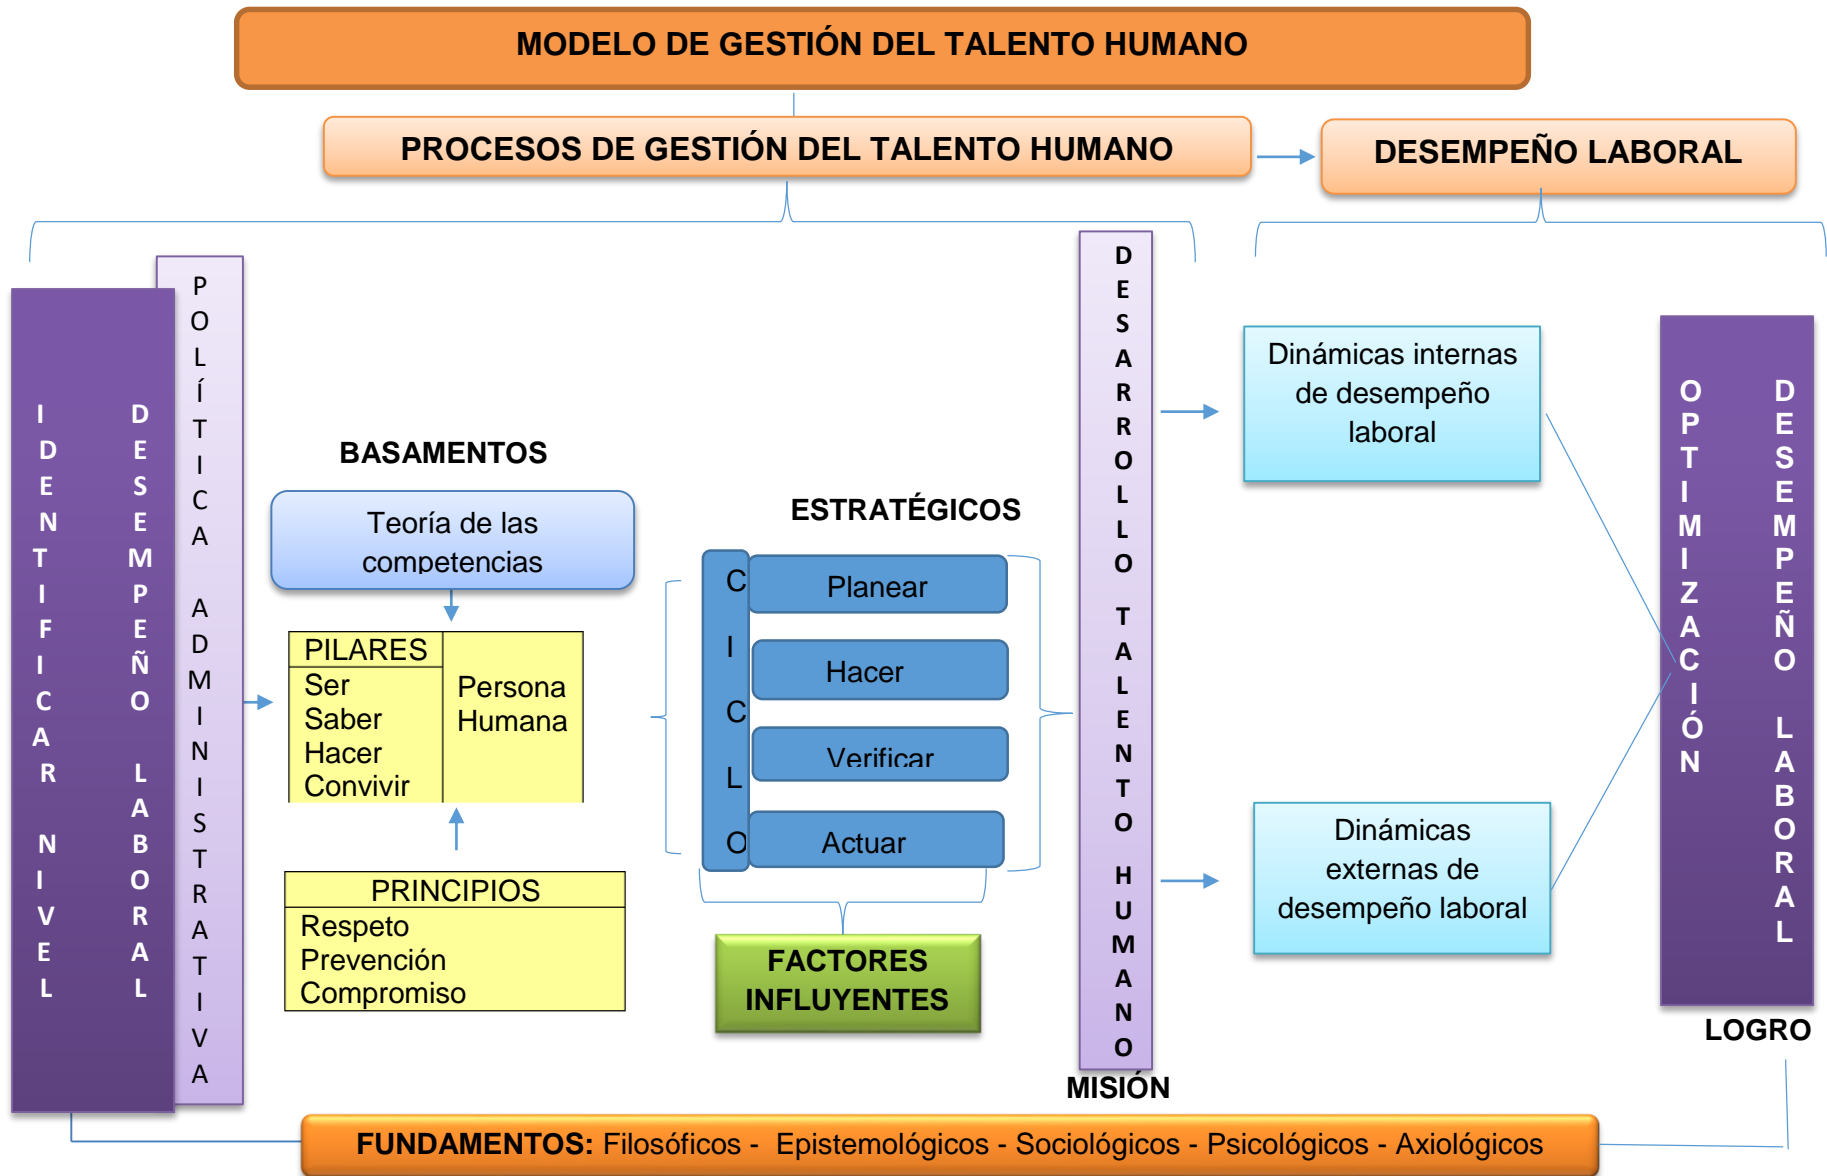 MODELO DE GESTIÓN DEL TALENTO HUMANO
PROCESOS DE GESTIÓN DEL TALENTO HUMANO
DESEMPEÑO LABORAL
IDENTIFICAR NIVEL
DESEMPEÑO LABORAL
POLÍTICA ADMINISTRATIVA
BASAMENTOS
Teoría de las
competencias
PILARES
Ser
Saber
Hacer
Convivir
Persona
Humana
PRINCIPIOS
Respeto
Prevención
Compromiso
ESTRATÉGICOS
CICLO
Planear
Hacer
Verificar
Actuar
FACTORES
INFLUYENTES
DESARROLLO TALENTO HUMANO
MISIÓN
Dinámicas internas
de desempeño
laboral
Dinámicas
externas de
desempeño laboral
OPTIMIZACIÓN
DESEMPEÑO LABORAL
LOGRO
FUNDAMENTOS: Filosóficos - Epistemológicos - Sociológicos - Psicológicos - Axiológicos